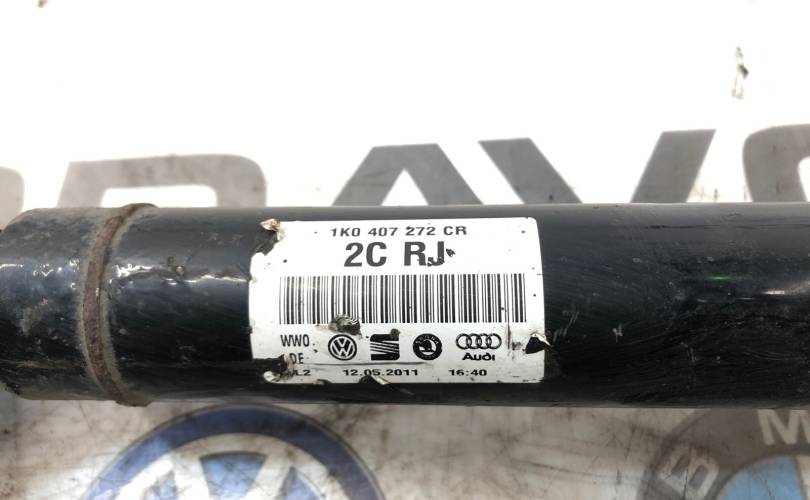 1K0 407 272 CR
2C RJ
WWO
DE
Audi
12.05.2011 16:40